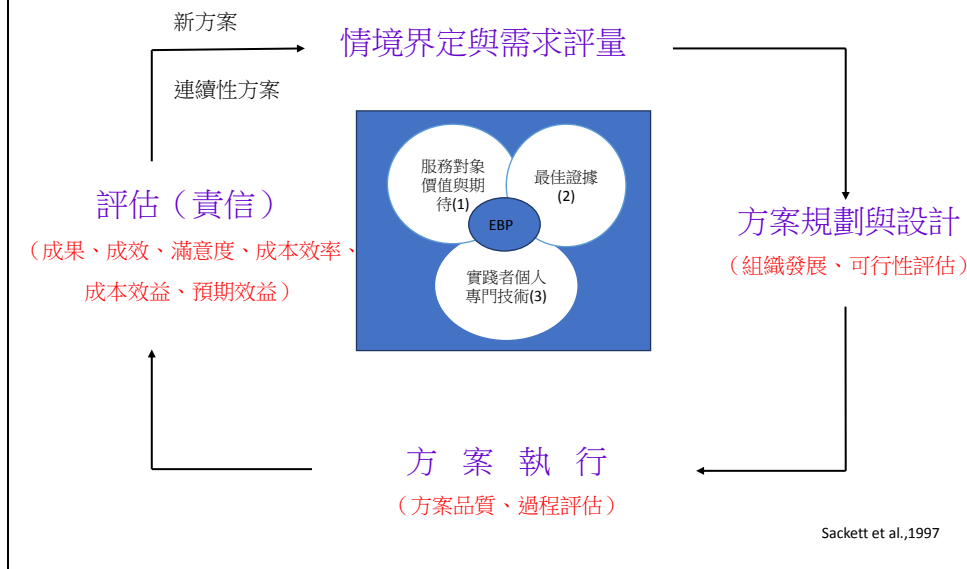 新方案
情境界定與需求評量
連續性方案
服務對象
價值與期
待(1)
最佳證據
(2)
EBP
實踐者個人
專門技術(3)
評估（責信）
（成果、成效、滿意度、成本效率、
成本效益、預期效益）
方案規劃與設計
（組織發展、可行性評估）
方 案 執 行
（方案品質、過程評估）
Sackett et al.,1997